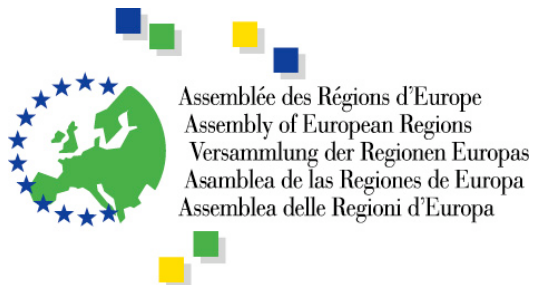 Assemblée des Régions d'Europe
Assembly of European Regions
Versammlung der Regionen Europas
Asamblea de las Regiones de Europa
Assemblea delle Regioni d'Europa